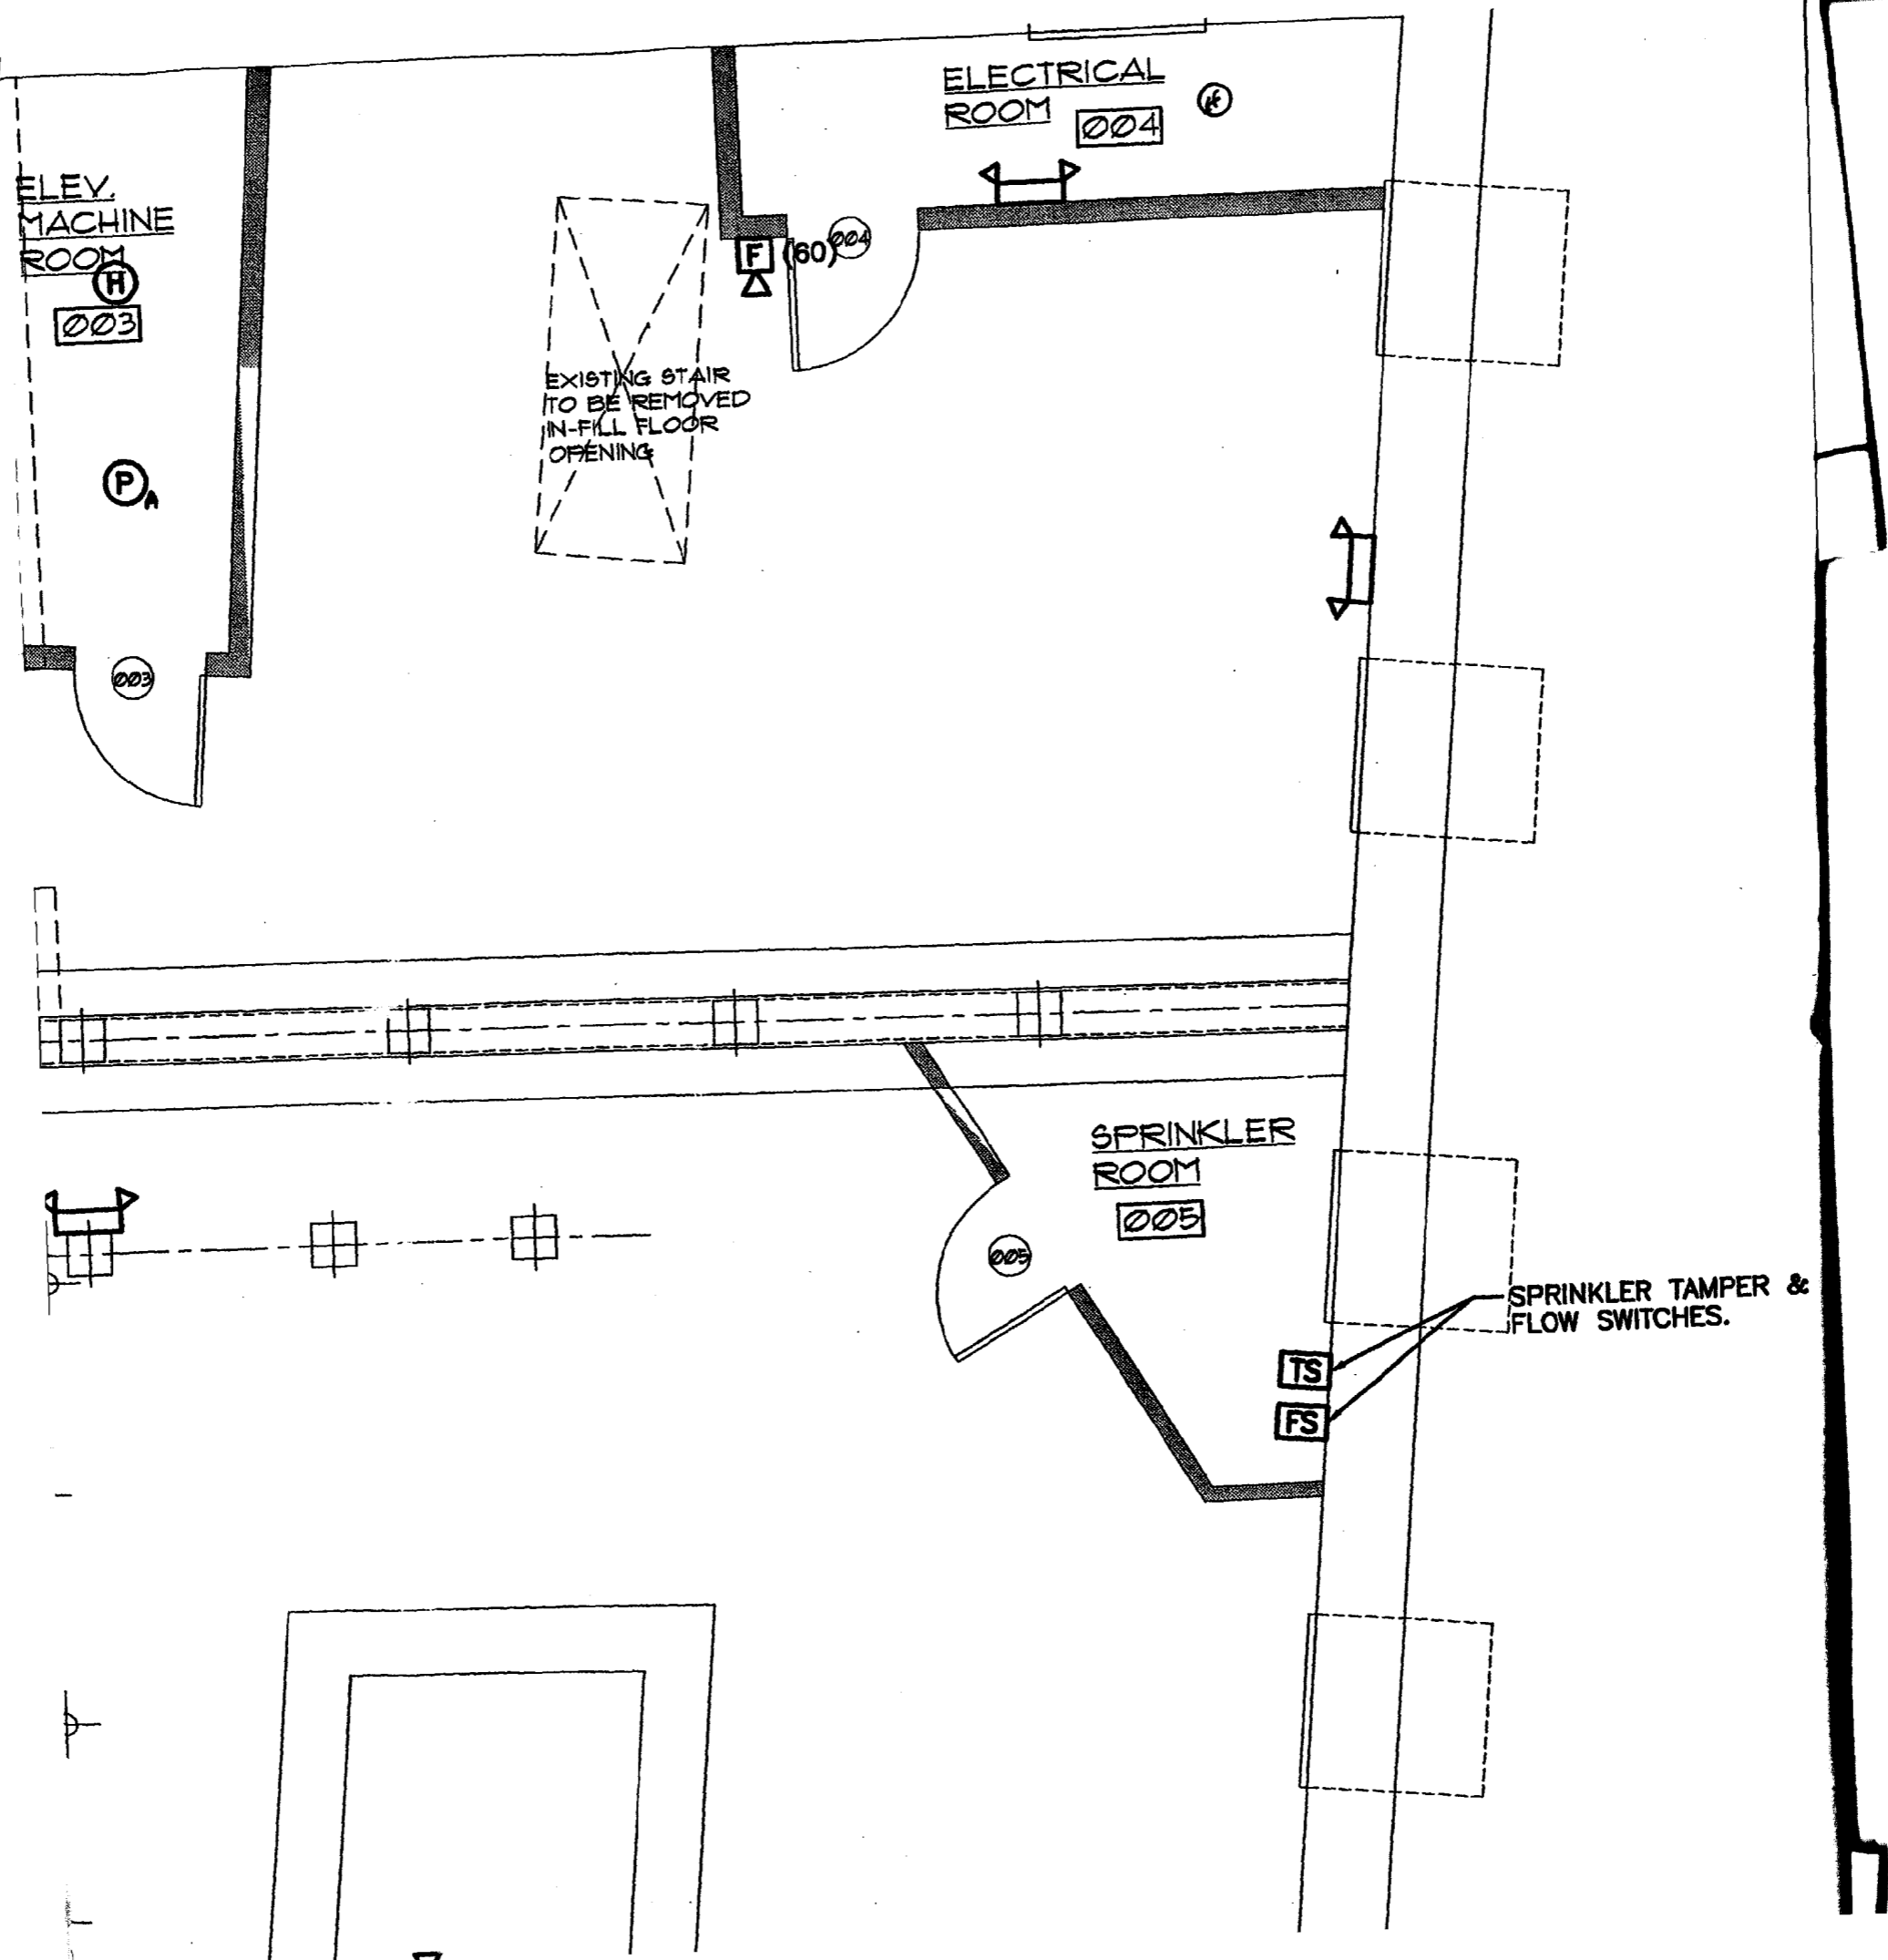 ELECTRICAL
ROOM
ØØ4
ELEV.
MACHINE
ROOM
H
ØØ3
F (60)
ØØ4
EXISTING STAIR
TO BE REMOVED
IN-FILL FLOOR
OPENING
P A
ØØ3
SPRINKLER
ROOM
ØØ5
ØØ5
SPRINKLER TAMPER &
FLOW SWITCHES.
TS
FS